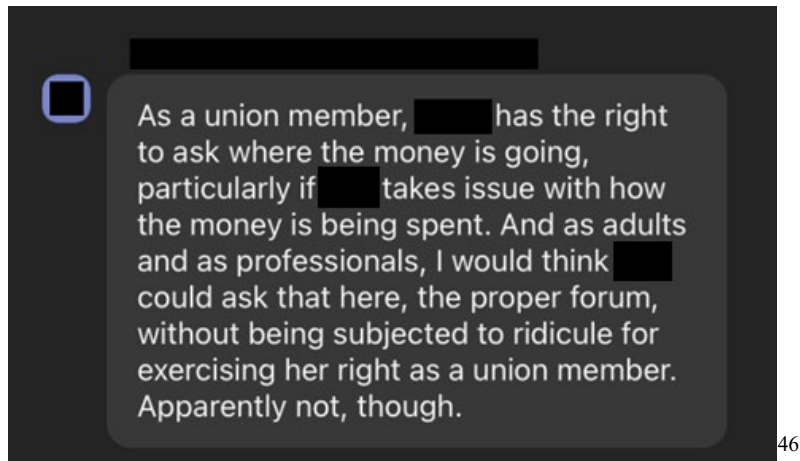 As a union member, has the right
to ask where the money is going,
particularly if takes issue with how
the money is being spent. And as adults
and as professionals, I would think
could ask that here, the proper forum,
without being subjected to ridicule for
exercising her right as a union member.
Apparently not, though.
46